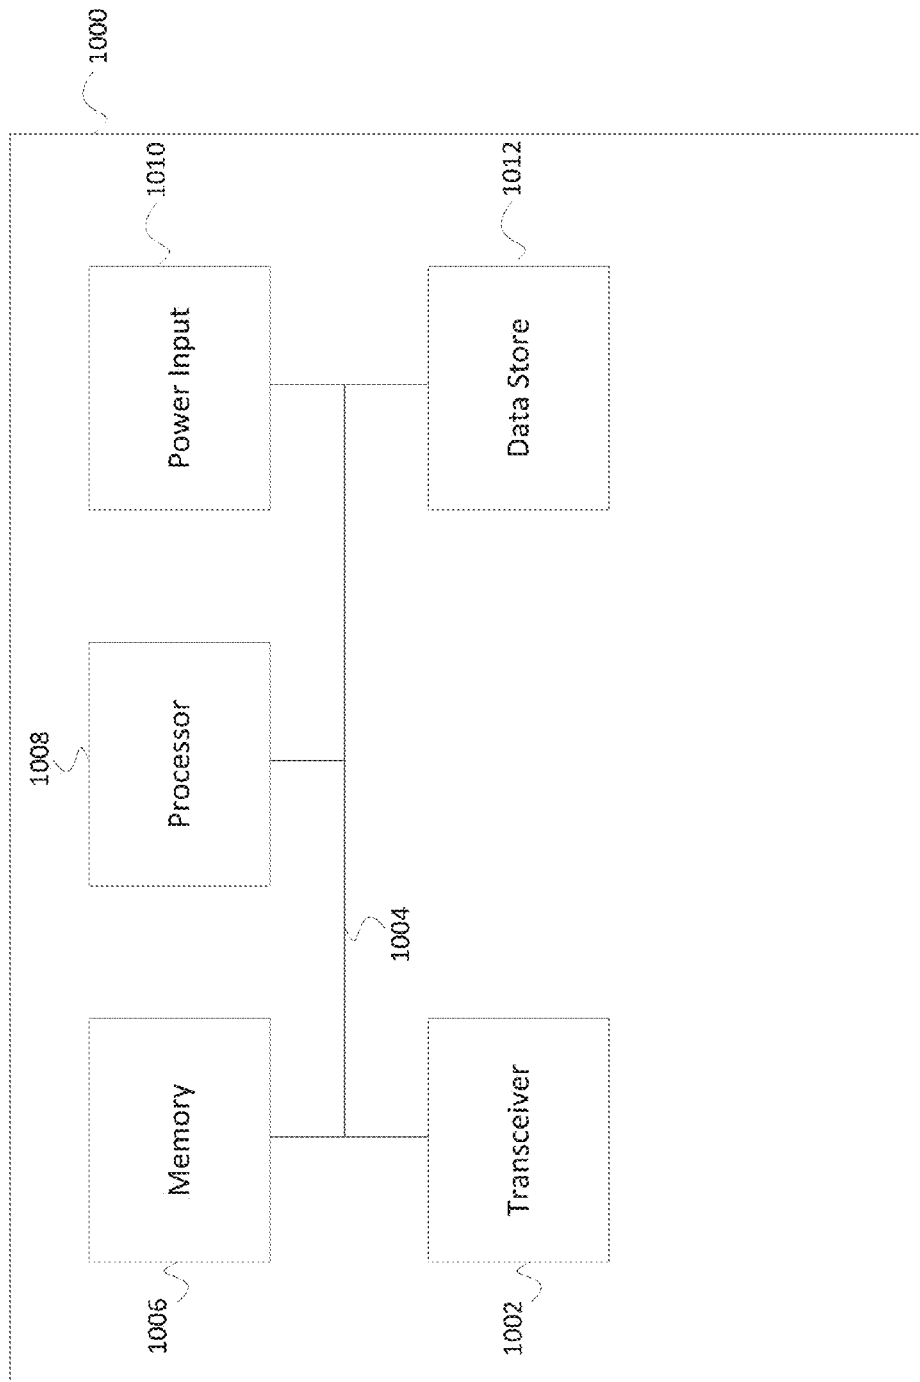 1000
1006
Memory
1008
Processor
1010
Power Input
1004
1002
Transceiver
1012
Data Store